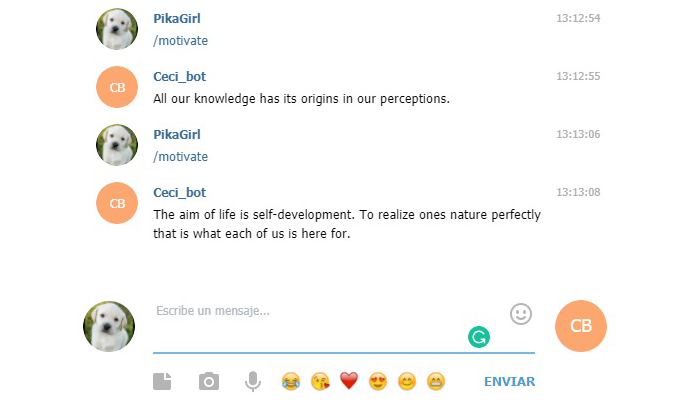 PikaGirl 13:12:54
/motivate
CB Ceci_bot 13:12:55
All our knowledge has its origins in our perceptions.
PikaGirl 13:13:06
/motivate
CB Ceci_bot 13:13:08
The aim of life is self-development. To realize ones nature perfectly
that is what each of us is here for.
Escribe un mensaje...
CB
ENVIAR